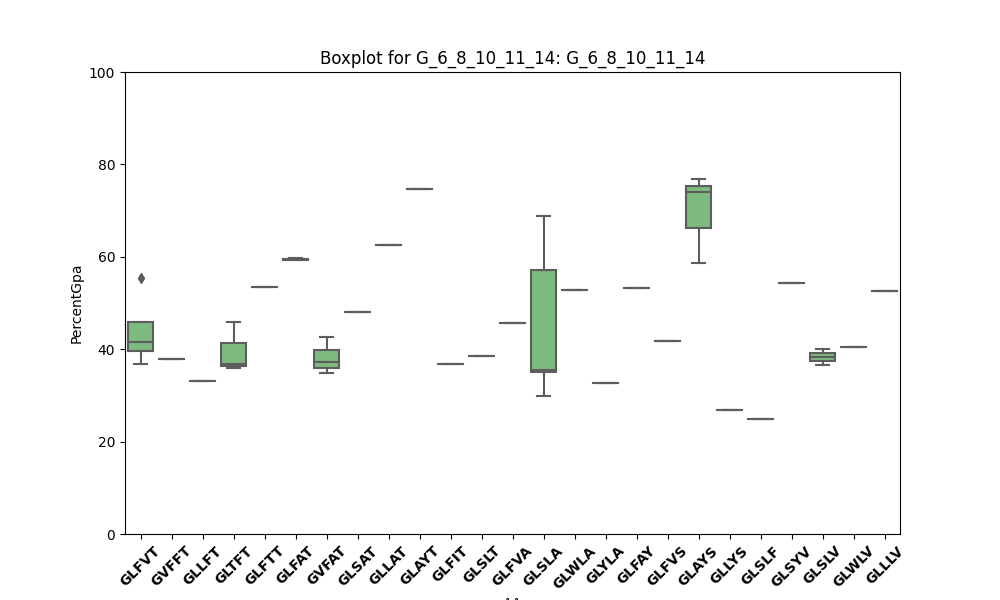 Boxplot for G_6_8_10_11_14: G_6_8_10_11_14
100
80
60
40
20
0
PercentGpa
GLFVT
GVFFT
GLLFT
GLTFT
GLFTT
GLFAT
GVFAT
GLSAT
GLLAT
GLAYT
GLFIT
GLSLT
GLFVA
GLSLA
GLWLA
GLYLA
GLFAY
GLFVS
GLAYS
GLLYS
GLSLF
GLSYV
GLSLV
GLWLV
GLLLV